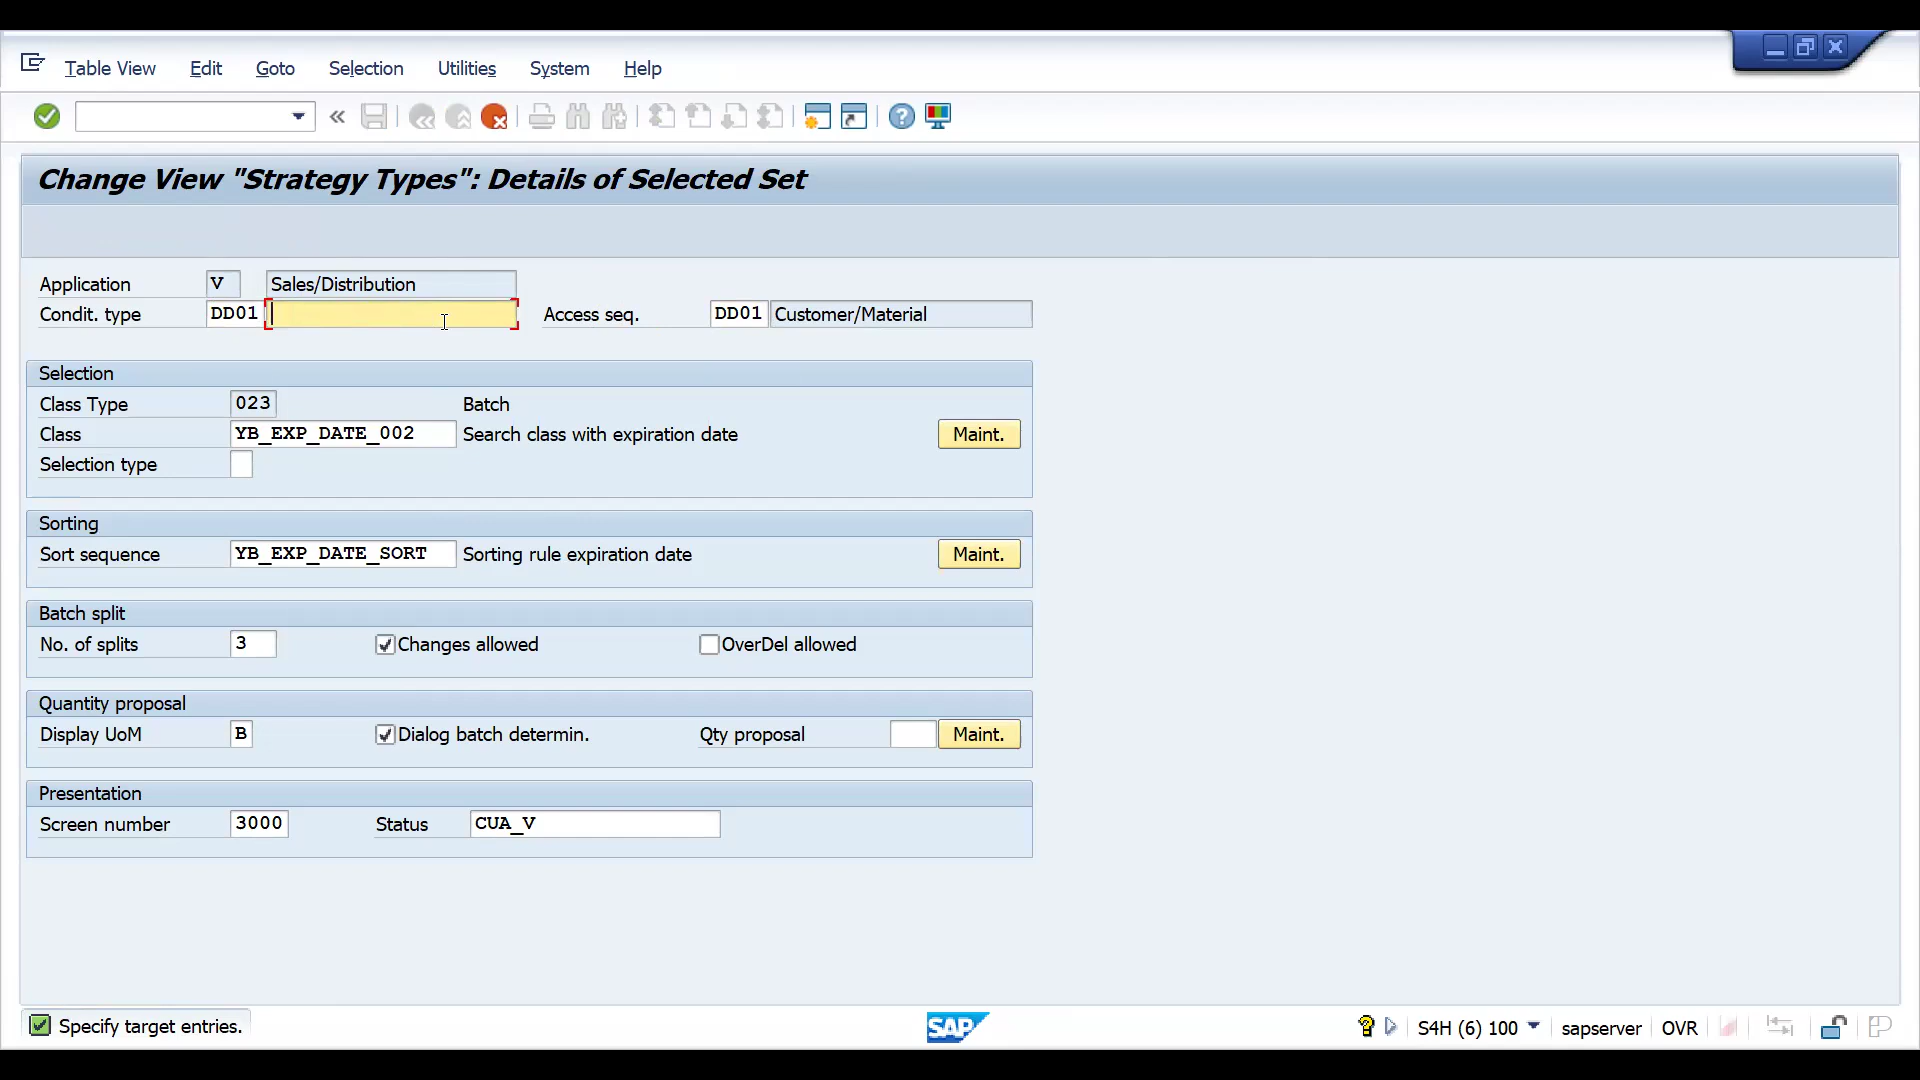 Table View Edit Goto Selection Utilities System Help
Change View "Strategy Types": Details of Selected Set
Application V Sales/Distribution
Condit. type DD01 Access seq. DD01 Customer/Material
Selection
Class Type 023 Batch
Class YB_EXP_DATE_002 Search class with expiration date Maint.
Selection type
Sorting
Sort sequence YB_EXP_DATE_SORT Sorting rule expiration date Maint.
Batch split
No. of splits 3 Changes allowed OverDel allowed
Quantity proposal
Display UoM B Dialog batch determin. Qty proposal Maint.
Presentation
Screen number 3000 Status CUA_V
Specify target entries. SAP S4H (6) 100 sapserver OVR